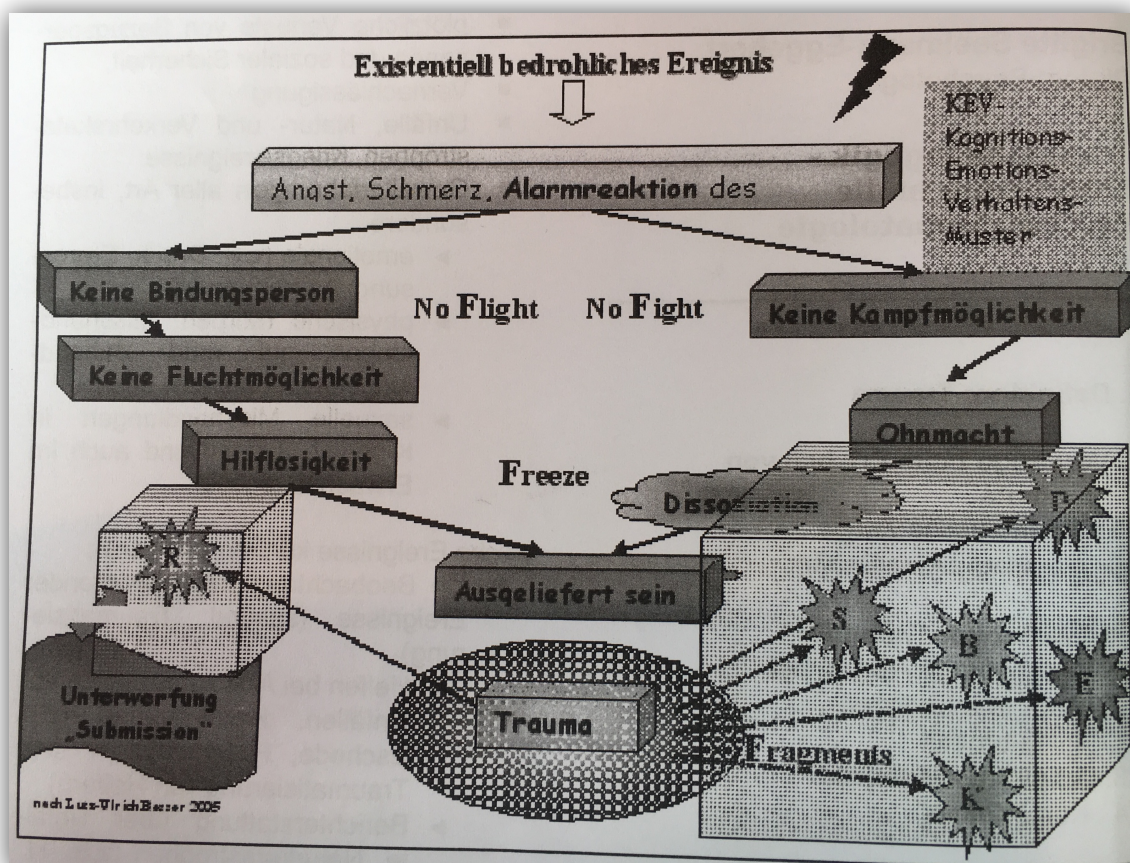 Existentiell bedrohliches Ereignis
KEV-
Kognitions-
Emotions-
Verhaltens-
Muster
Angst, Schmerz, Alarmreaktion des
Keine Bindungsperson
No Flight No Fight
Keine Kampfmöglichkeit
Keine Fluchtmöglichkeit
Ohnmacht
Hilflosigkeit
Freeze
Dissoziation
R
Ausgeliefert sein
S
B
E
Unterwerfung
„Submission“
Trauma
Fragments
K
nach Lutz-Ulrich Besser 2005